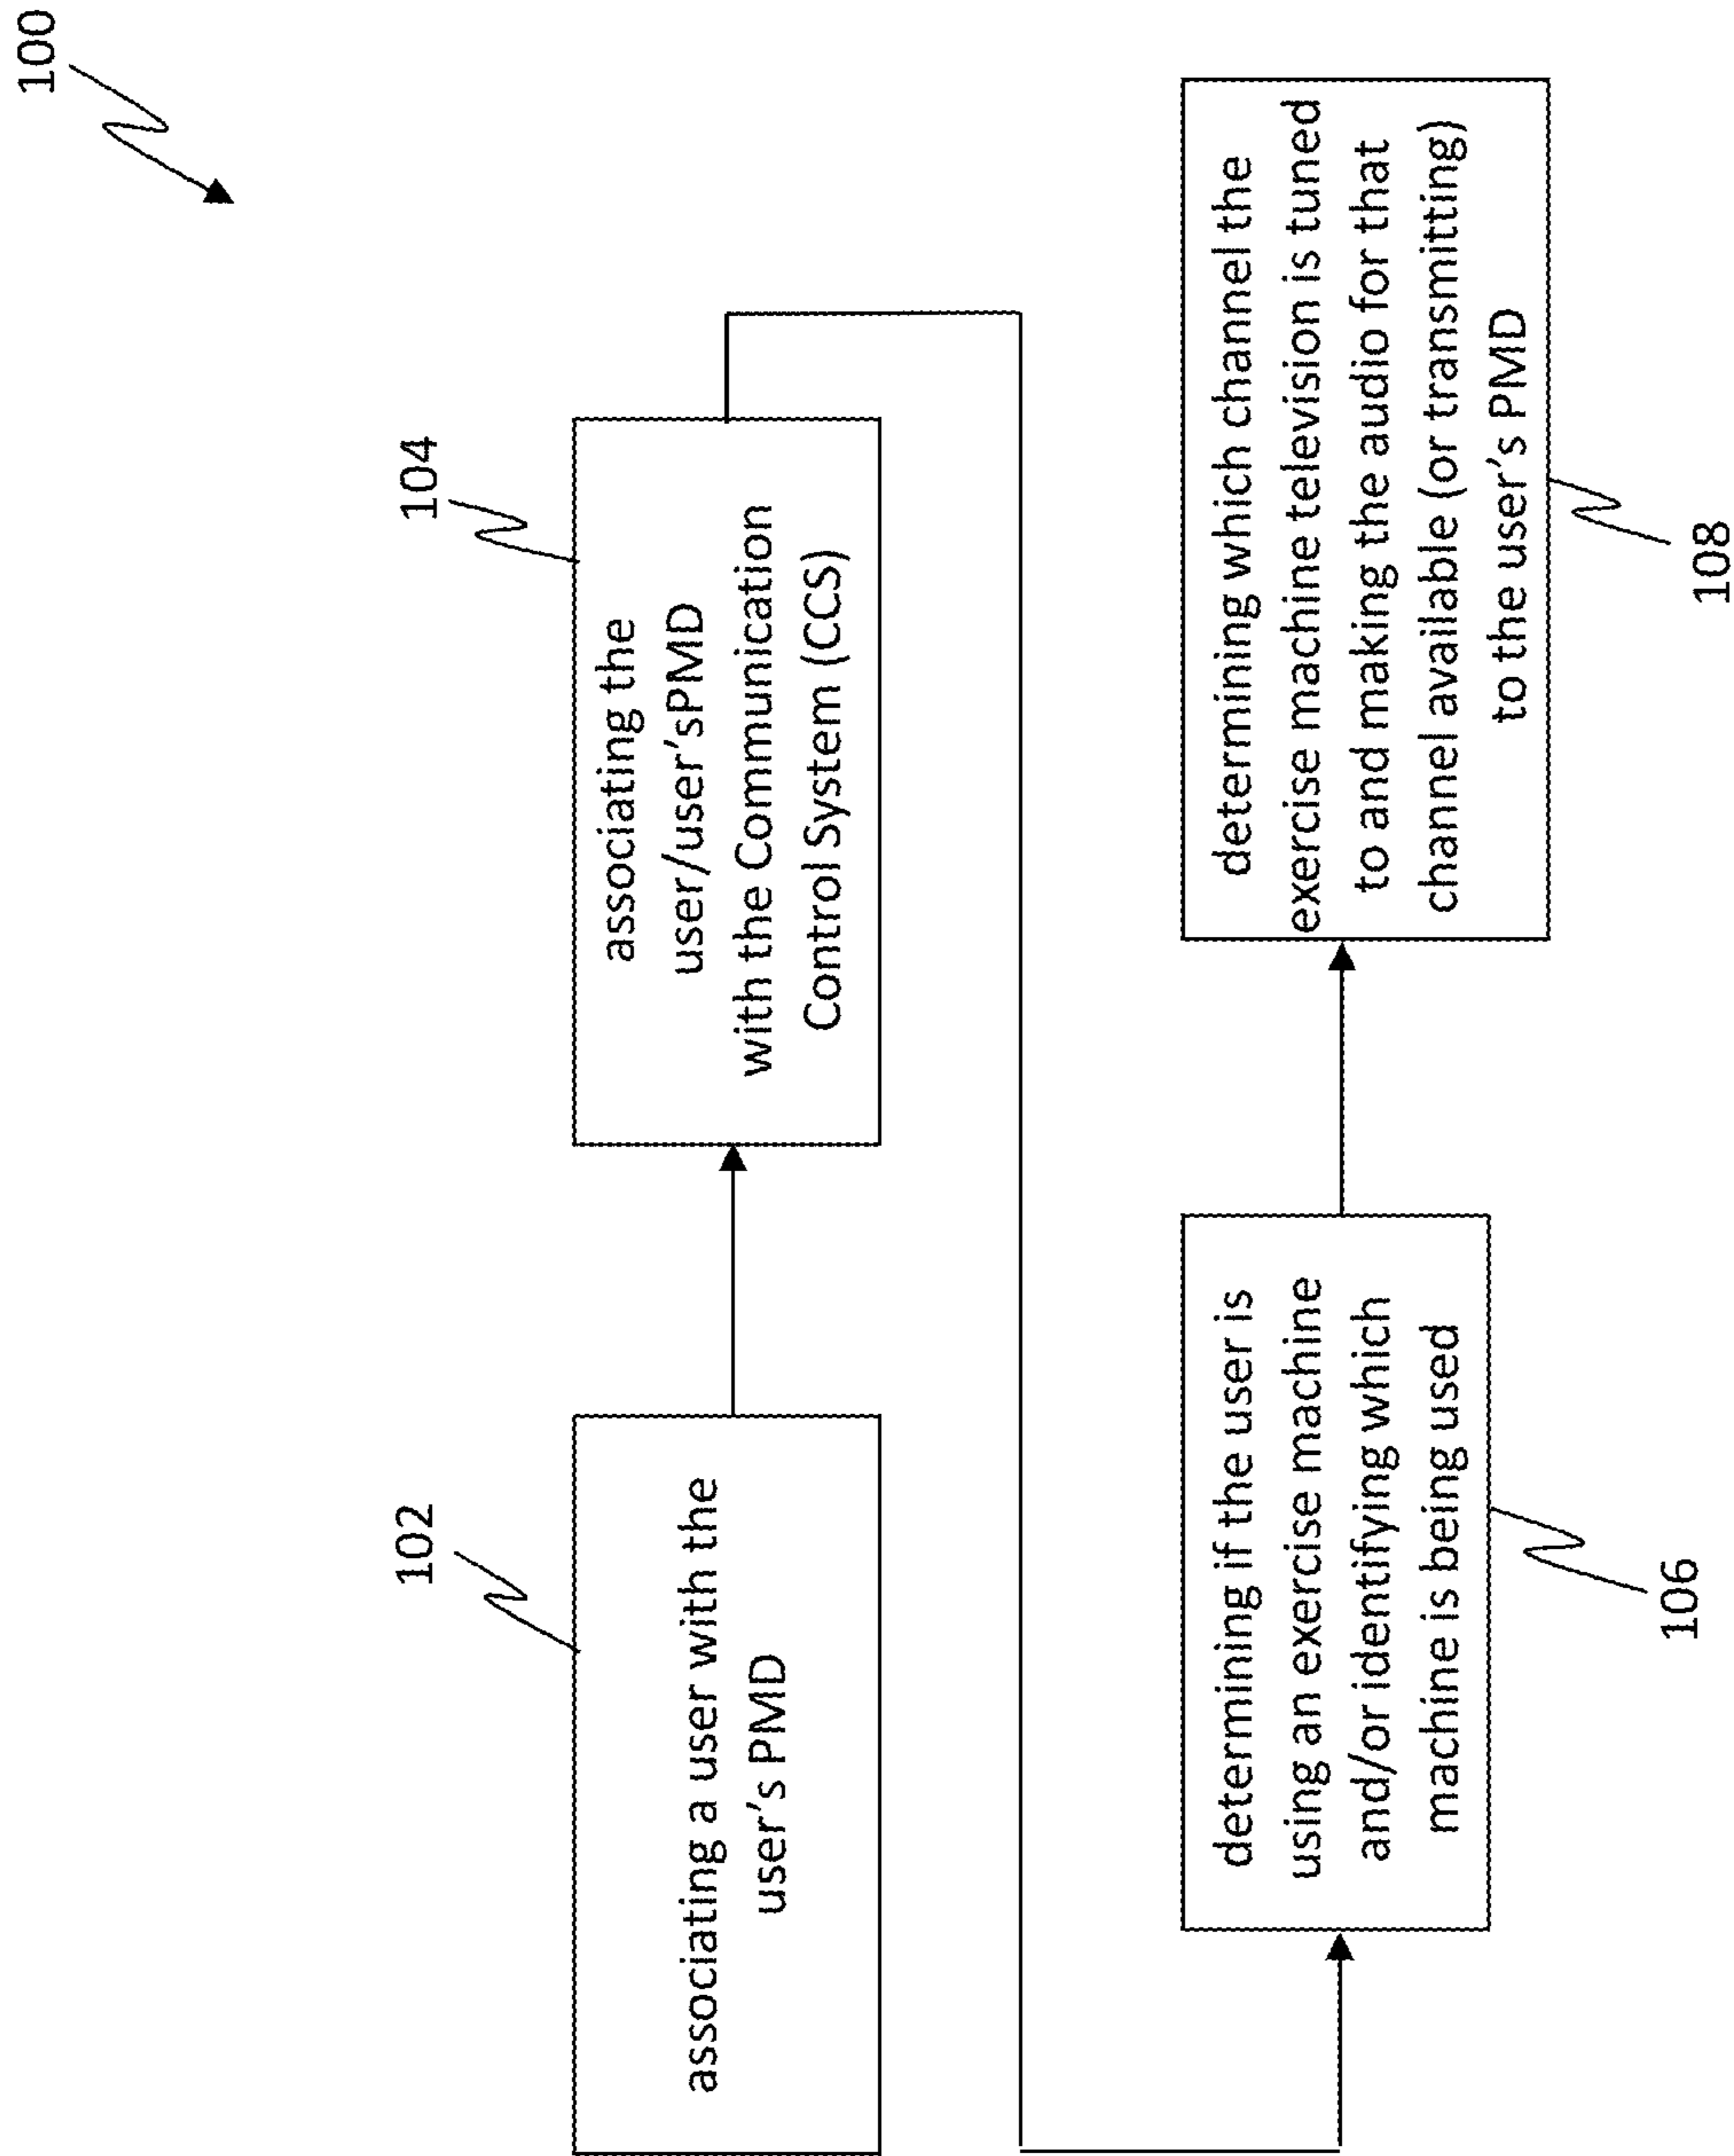 100
102
associating a user with the
user's PMD
104
associating the
user/user'sPMD
with the Communication
Control System (CCS)
determining if the user is
using an exercise machine
and/or identifying which
machine is being used
106
determining which channel the
exercise machine television is tuned
to and making the audio for that
channel available (or transmitting)
to the user's PMD
108